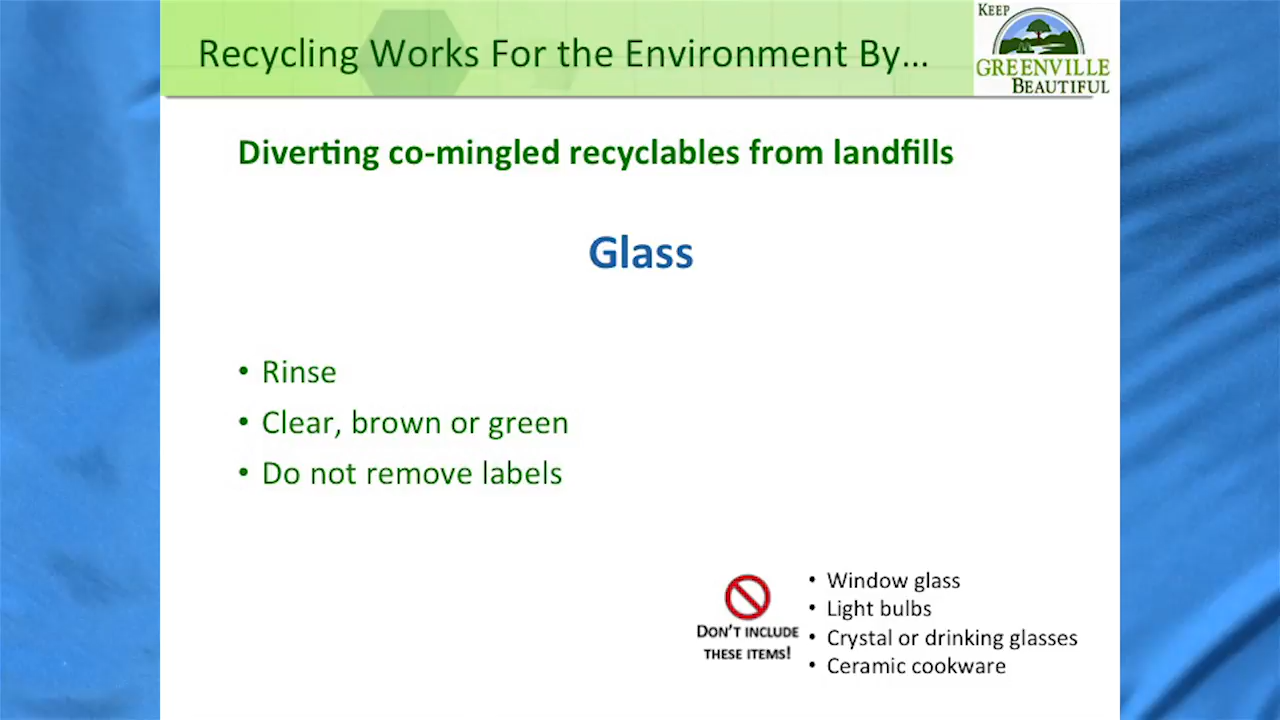 Recycling Works For the Environment By...
KEEP
GREENVILLE
BEAUTIFUL
Diverting co-mingled recyclables from landfills
Glass
• Rinse
• Clear, brown or green
• Do not remove labels
DON'T INCLUDE
THESE ITEMS!
• Window glass
• Light bulbs
• Crystal or drinking glasses
• Ceramic cookware